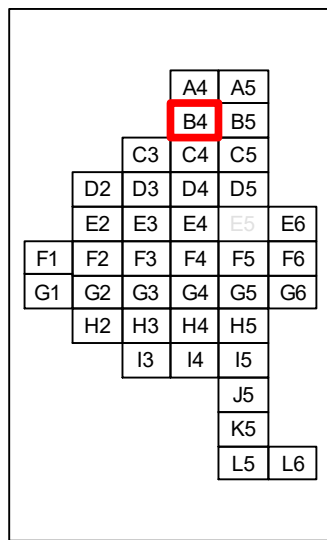 A4 A5
B4 B5
C3 C4 C5
D2 D3 D4 D5
E2 E3 E4 E5 E6
F1 F2 F3 F4 F5 F6
G1 G2 G3 G4 G5 G6
H2 H3 H4 H5
I3 I4 I5
J5
K5
L5 L6